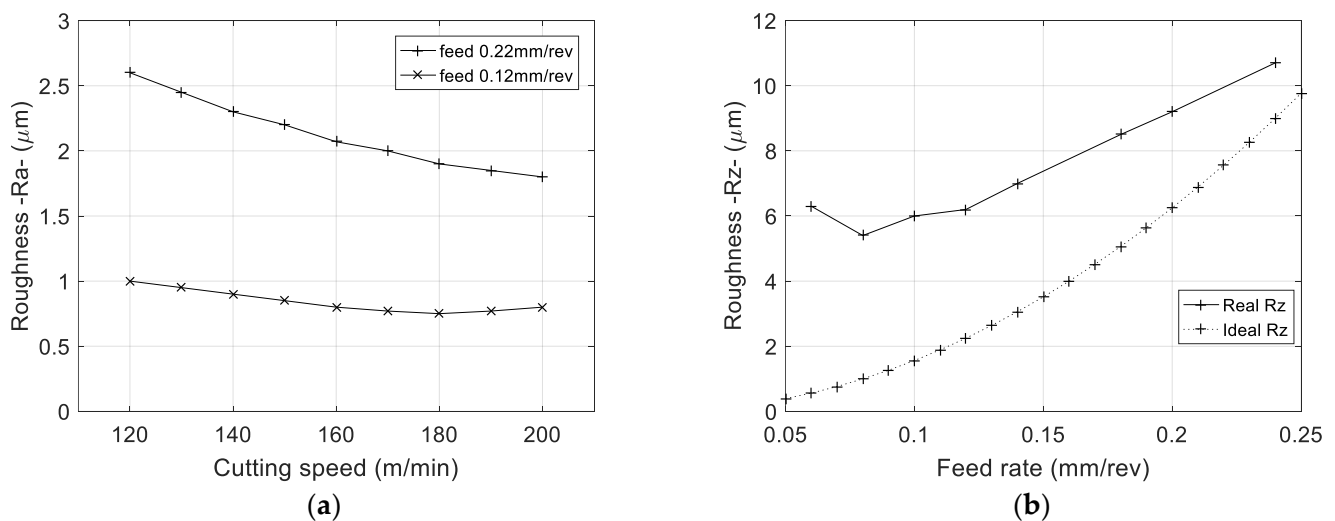 3
2.5
2
1.5
1
0.5
0
Roughness -Ra- (μm)
feed 0.22mm/rev
feed 0.12mm/rev
120 140 160 180 200
Cutting speed (m/min)
(a)
12
10
8
6
4
2
0
Roughness -Rz- (μm)
Real Rz
Ideal Rz
0.05 0.1 0.15 0.2 0.25
Feed rate (mm/rev)
(b)